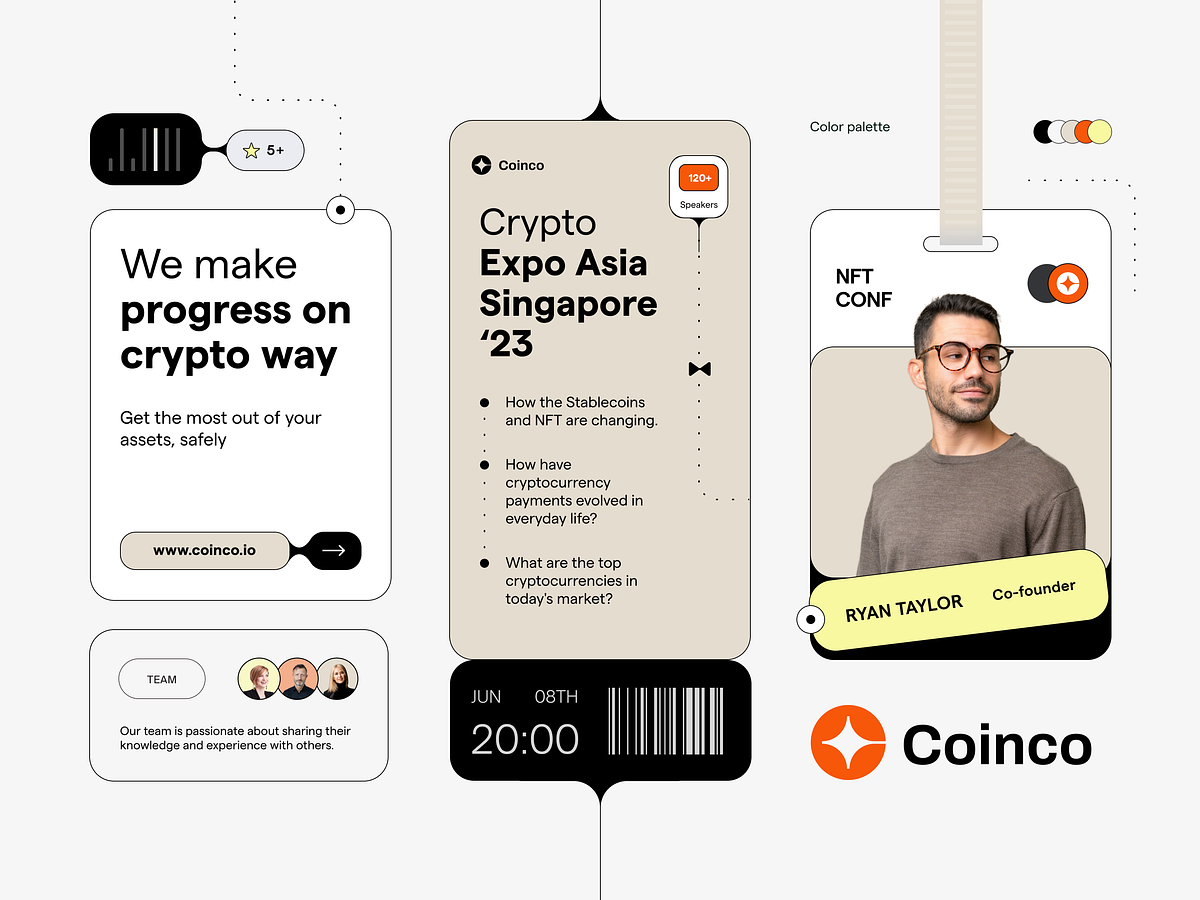 5+
We make
progress on
crypto way
Get the most out of your
assets, safely
www.coinco.io
TEAM
Our team is passionate about sharing their
knowledge and experience with others.
Coinco
120+
Speakers
Crypto
Expo Asia
Singapore
‘23
How the Stablecoins
and NFT are changing.
How have
cryptocurrency
payments evolved in
everyday life?
What are the top
cryptocurrencies in
today's market?
JUN 08TH
20:00
Color palette
NFT
CONF
RYAN TAYLOR Co-founder
Coinco